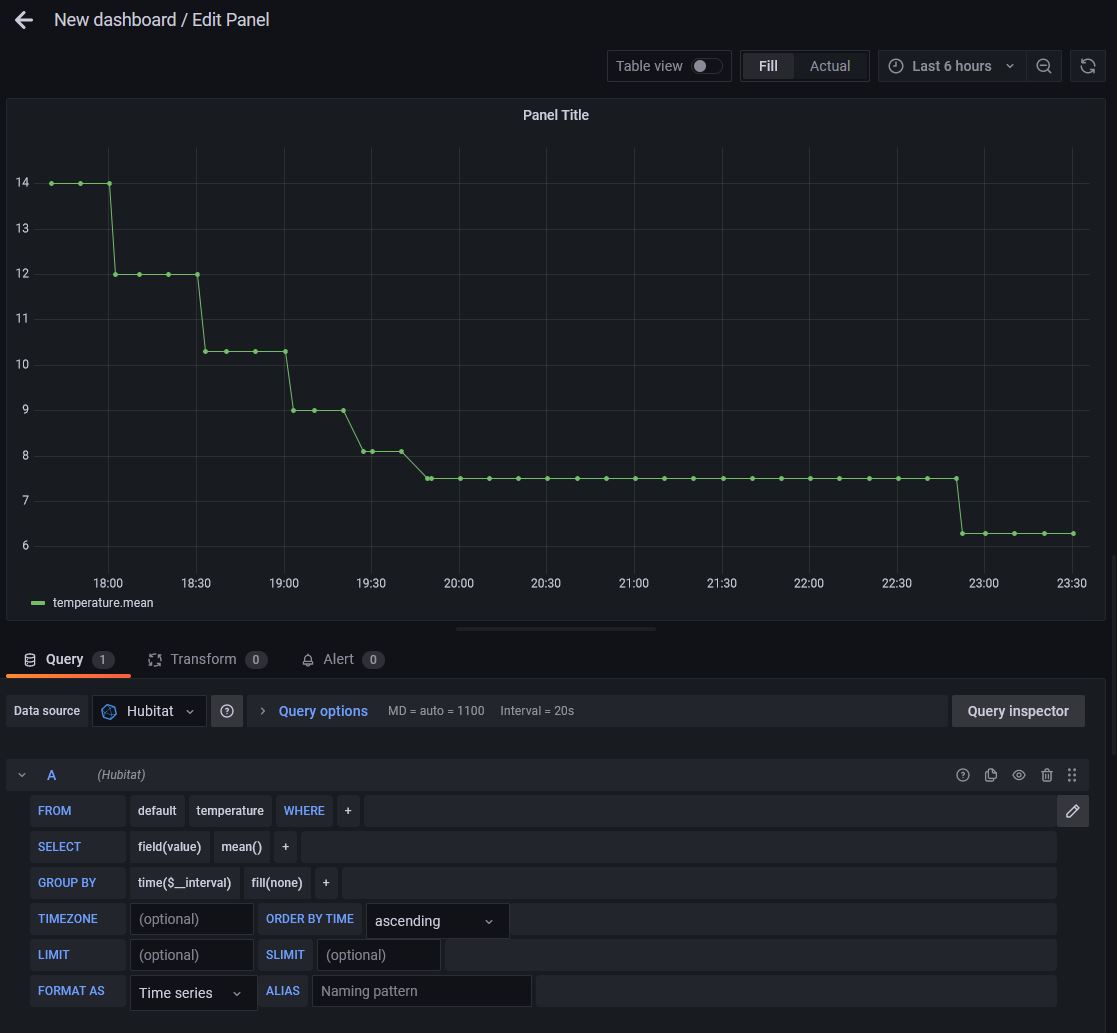 New dashboard / Edit Panel
Table view Fill Actual Last 6 hours
Panel Title
14
13
12
11
10
9
8
7
6
18:00 18:30 19:00 19:30 20:00 20:30 21:00 21:30 22:00 22:30 23:00 23:30
temperature.mean
Query 1 Transform 0 Alert 0
Data source Hubitat Query options MD = auto = 1100 Interval = 20s Query inspector
A (Hubitat)
FROM default temperature WHERE +
SELECT field(value) mean() +
GROUP BY time($__interval) fill(none) +
TIMEZONE (optional) ORDER BY TIME ascending
LIMIT (optional) SLIMIT (optional)
FORMAT AS Time series ALIAS Naming pattern